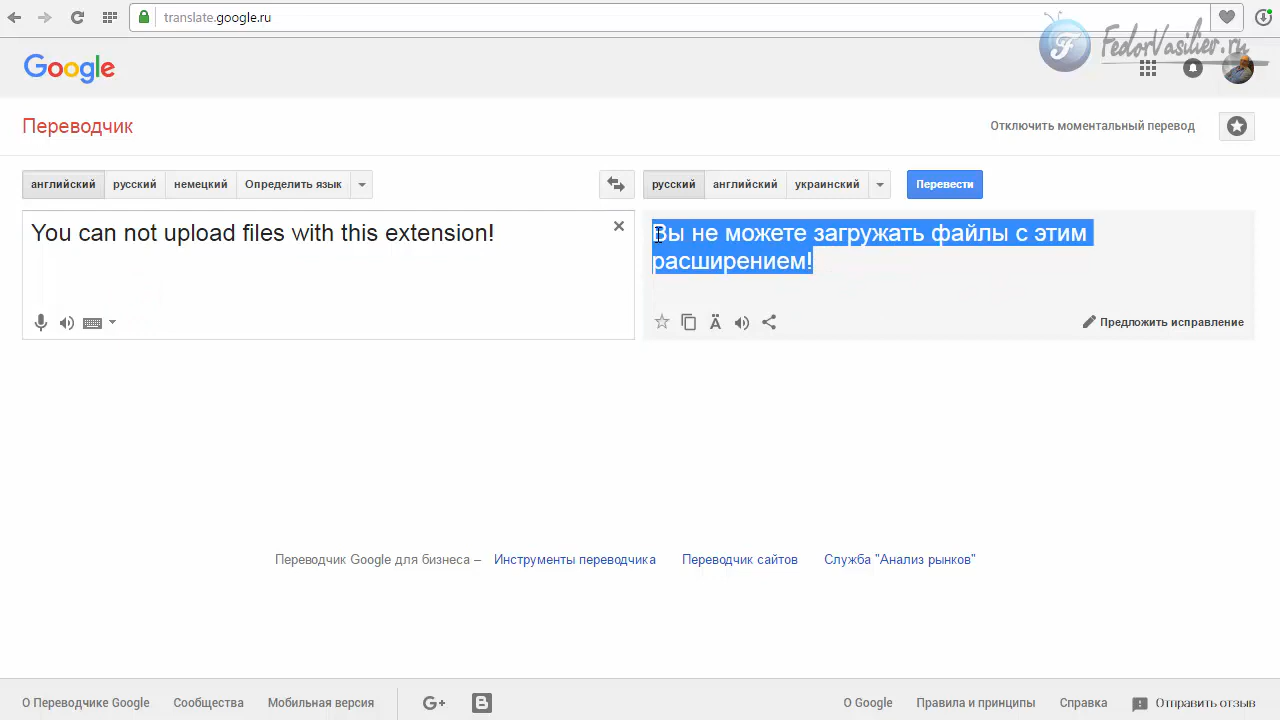 translate.google.ru
FedorVasilier.ru
Google
Переводчик
Отключить моментальный перевод
английский русский немецкий Определить язык
русский английский украинский Перевести
You can not upload files with this extension!
Вы не можете загружать файлы с этим
расширением!
Ä
Предложить исправление
Переводчик Google для бизнеса – Инструменты переводчика Переводчик сайтов Служба "Анализ рынков"
О Переводчике Google Сообщества Мобильная версия G+ О Google Правила и принципы Справка Отправить отзыв